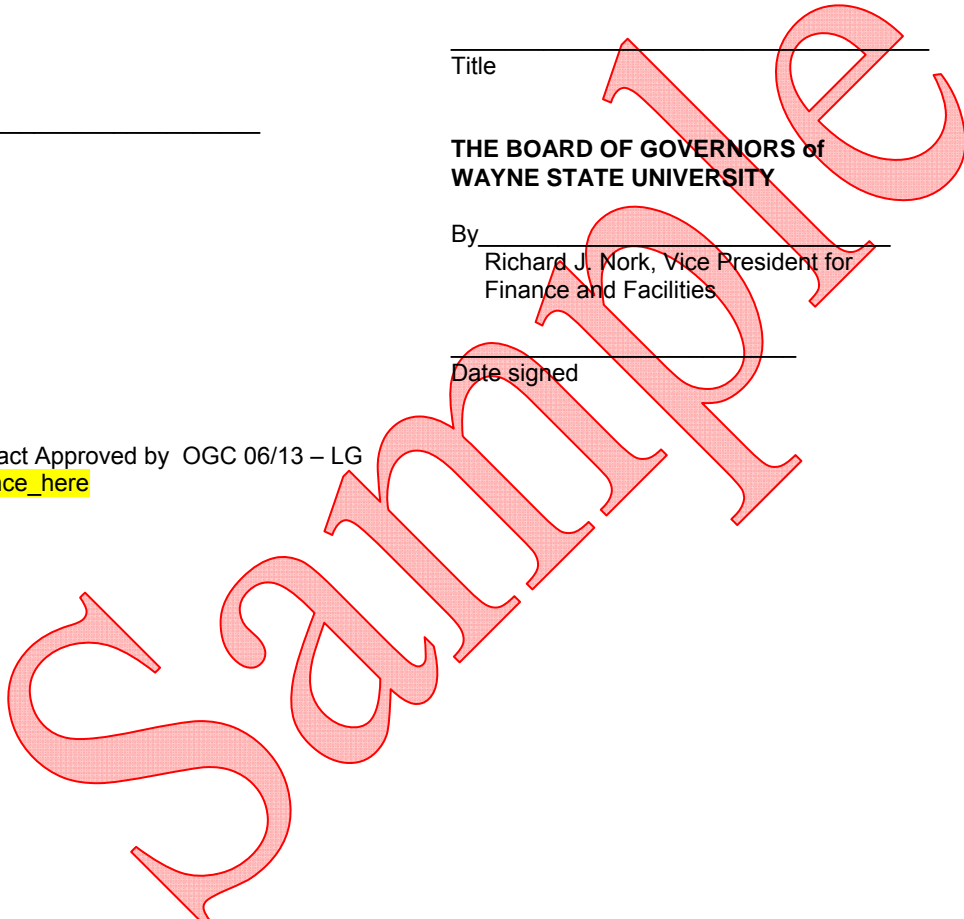 Title
THE BOARD OF GOVERNORS of
WAYNE STATE UNIVERSITY
By
Richard J. Nork, Vice President for
Finance and Facilities
Date signed
act Approved by OGC 06/13 – LG
nce_here
Sample